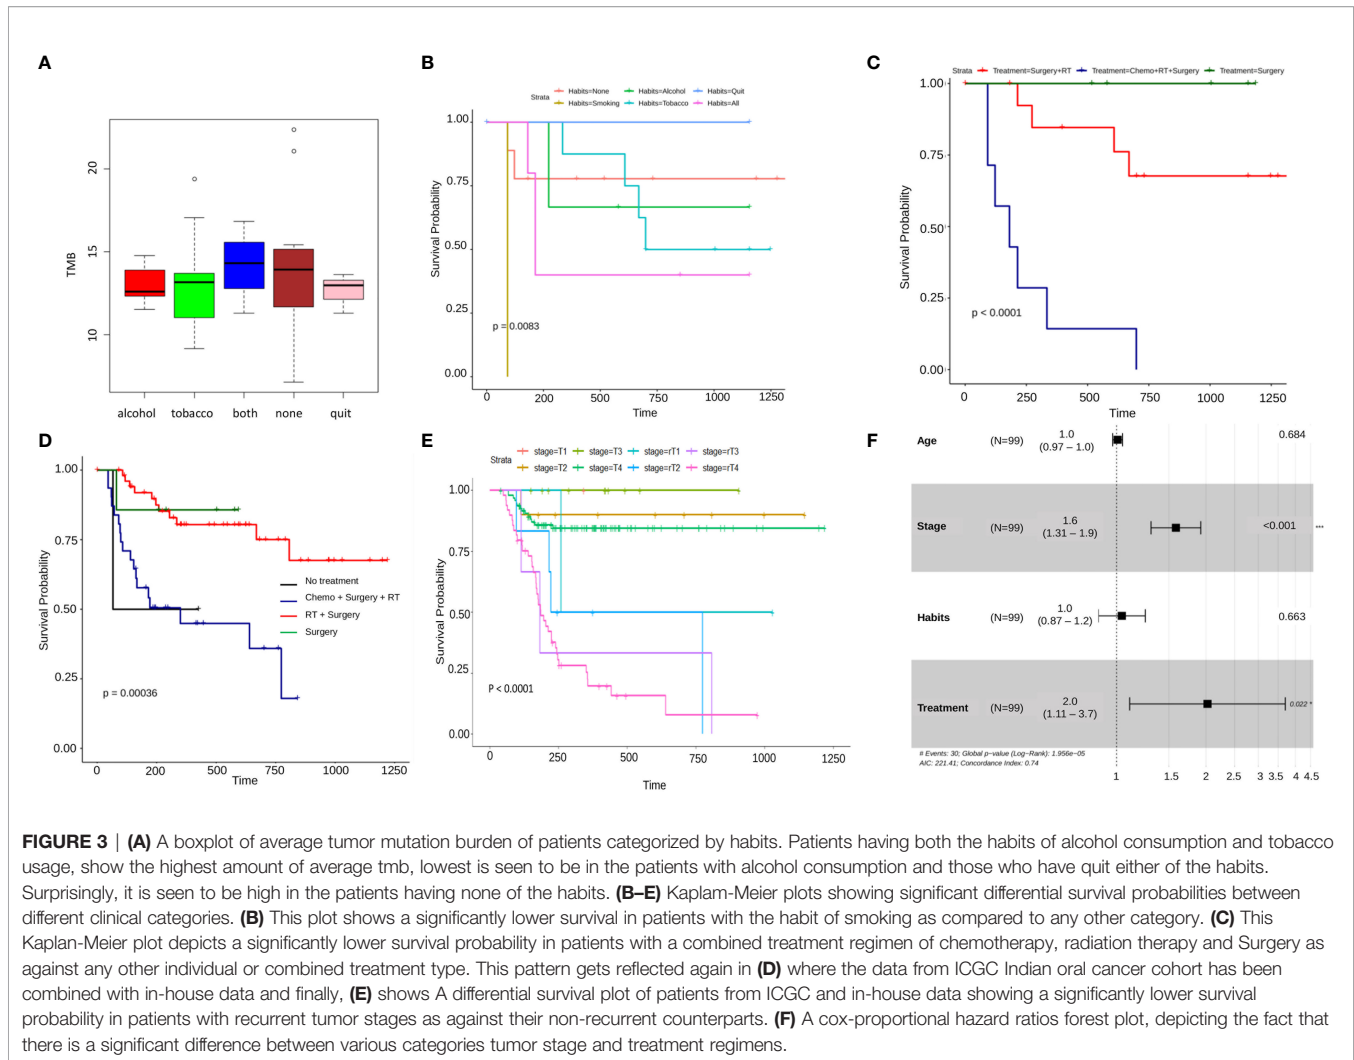 A
TMB
20
15
10
alcohol tobacco both none quit
B
Strata
Habits=None Habits=Alcohol Habits=Quit
Habits=Smoking Habits=Tobacco Habits=All
Survival Probability
1.00
0.75
0.50
0.25
0.00
p = 0.0083
0 250 500 750 1000 1250
Time
C
Strata Treatment=Surgery+RT Treatment=Chemo+RT+Surgery Treatment=Surgery
Survival Probability
1.00
0.75
0.50
0.25
0.00
p < 0.0001
0 250 500 750 1000 1250
Time
D
Survival Probability
1.00
0.75
0.50
0.25
0.00
No treatment
Chemo + Surgery + RT
RT + Surgery
Surgery
p = 0.00036
0 250 500 750 1000 1250
Time
E
Strata
stage=T1 stage=T3 stage=rT1 stage=rT3
stage=T2 stage=T4 stage=rT2 stage=rT4
Survival Probability
1.00
0.75
0.50
0.25
0.00
P < 0.0001
0 250 500 750 1000 1250
Time
F
Age (N=99) 1.0 (0.97 – 1.0) 0.684
Stage (N=99) 1.6 (1.31 – 1.9) <0.001 ***
Habits (N=99) 1.0 (0.87 – 1.2) 0.663
Treatment (N=99) 2.0 (1.11 – 3.7) 0.022 *
# Events: 30; Global p−value (Log−Rank): 1.956e−05
AIC: 221.41; Concordance Index: 0.74
1 1.5 2 2.5 3 3.5 4 4.5
FIGURE 3 | (A) A boxplot of average tumor mutation burden of patients categorized by habits. Patients having both the habits of alcohol consumption and tobacco
usage, show the highest amount of average tmb, lowest is seen to be in the patients with alcohol consumption and those who have quit either of the habits.
Surprisingly, it is seen to be high in the patients having none of the habits. (B–E) Kaplam-Meier plots showing significant differential survival probabilities between
different clinical categories. (B) This plot shows a significantly lower survival in patients with the habit of smoking as compared to any other category. (C) This
Kaplan-Meier plot depicts a significantly lower survival probability in patients with a combined treatment regimen of chemotherapy, radiation therapy and Surgery as
against any other individual or combined treatment type. This pattern gets reflected again in (D) where the data from ICGC Indian oral cancer cohort has been
combined with in-house data and finally, (E) shows A differential survival plot of patients from ICGC and in-house data showing a significantly lower survival
probability in patients with recurrent tumor stages as against their non-recurrent counterparts. (F) A cox-proportional hazard ratios forest plot, depicting the fact that
there is a significant difference between various categories tumor stage and treatment regimens.